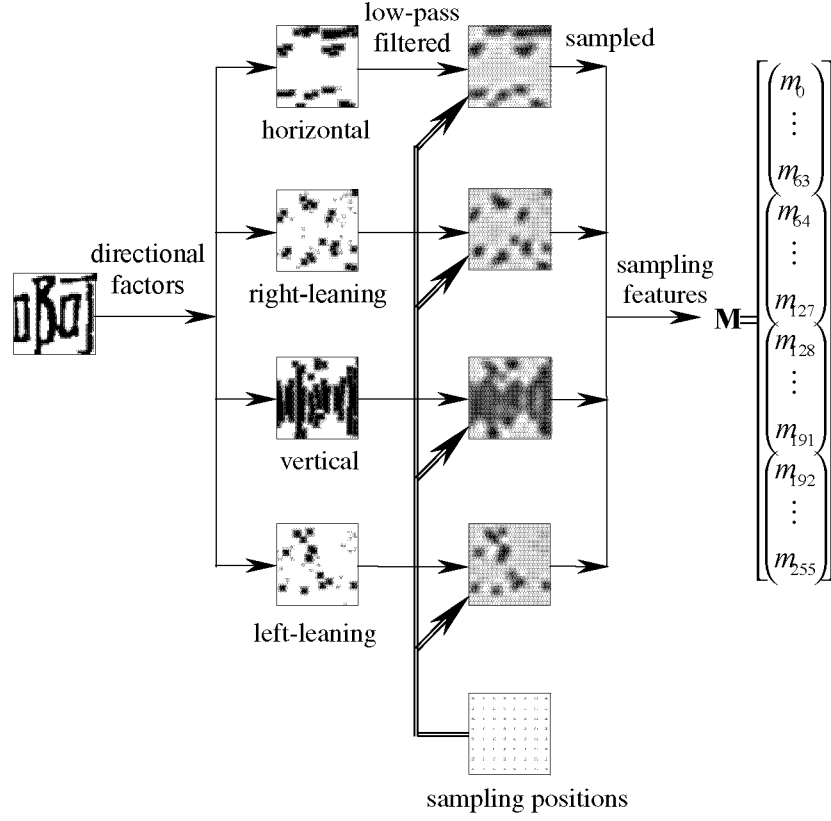 low-pass
filtered
sampled
horizontal
directional
factors
right-leaning
sampling
features
vertical
left-leaning
sampling positions
M=
m0
⋮
m63
m64
⋮
m127
m128
⋮
m191
m192
⋮
m255